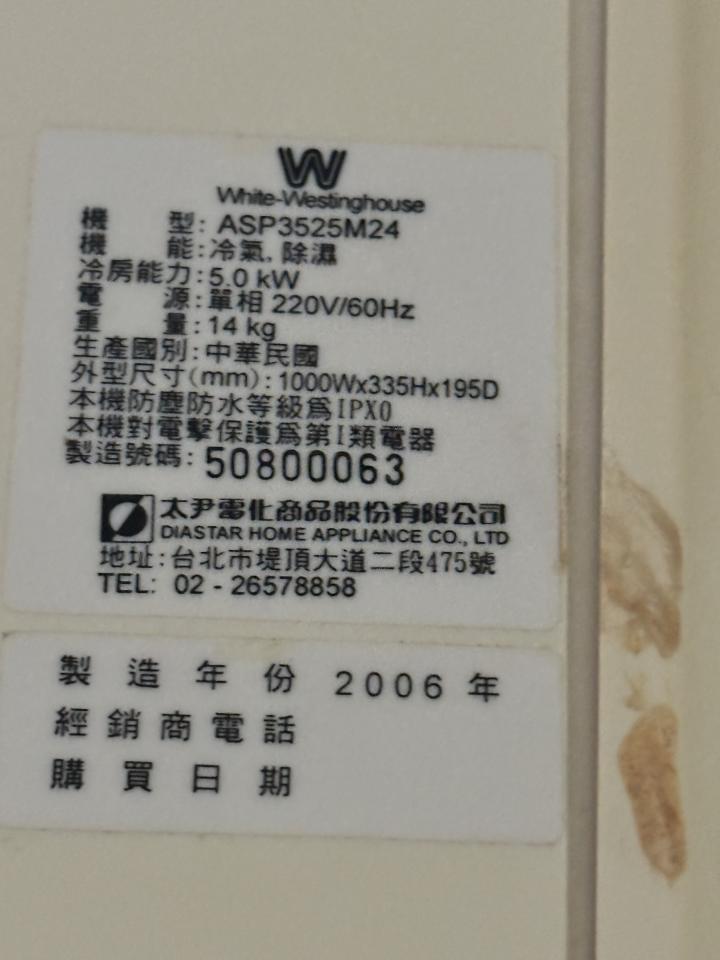 W
White-Westinghouse
機 型: ASP3525M24
機 能: 冷氣, 除濕
冷房能力: 5.0 kW
電 源: 單相 220V/60Hz
重 量: 14 kg
生產國別: 中華民國
外型尺寸(mm): 1000Wx335Hx195D
本機防塵防水等級為IPX0
本機對電擊保護為第I類電器
製造號碼: 50800063
太尹電化商品股份有限公司
DIASTAR HOME APPLIANCE CO., LTD
地址: 台北市堤頂大道二段475號
TEL: 02 - 26578858
製造年份 2006年
經銷商電話
購買日期